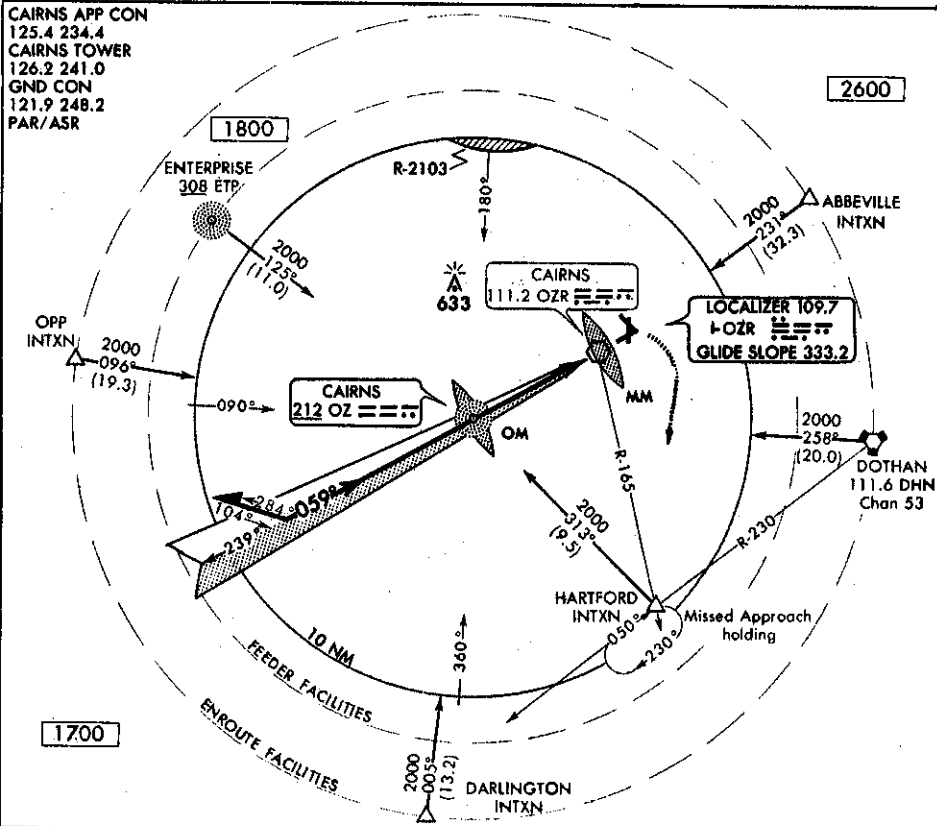 CAIRNS APP CON
125.4 234.4
CAIRNS TOWER
126.2 241.0
GND CON
121.9 248.2
PAR/ASR
2600
1800
ENTERPRISE
308 ETP
R-2103
180°
2000
125°
(11.0)
ABBEVILLE
INTXN
2000
231°
(32.3)
633
CAIRNS
111.2 OZR
LOCALIZER 109.7
I-OZR
GLIDE SLOPE 333.2
OPP
INTXN
2000
096°
(19.3)
090°
CAIRNS
212 OZ
OM
MM
2000
258°
(20.0)
DOTHAN
111.6 DHN
Chan 53
R-165
R-230
284°
104°
059°
239°
2000
313°
(9.5)
HARTFORD
INTXN
Missed Approach
holding
050°
230°
10 NM
360°
FEEDER FACILITIES
ENROUTE FACILITIES
1700
2000
005°
(13.2)
DARLINGTON
INTXN